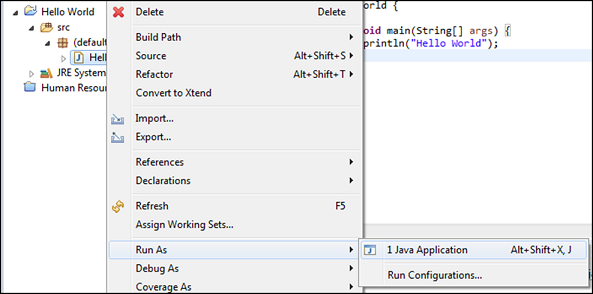 Hello World
src
(default
Hell
JRE System
Human Resour
Delete Delete
Build Path
Source Alt+Shift+S
Refactor Alt+Shift+T
Convert to Xtend
Import...
Export...
References
Declarations
Refresh F5
Assign Working Sets...
Run As
Debug As
Coverage As
1 Java Application Alt+Shift+X, J
Run Configurations...
orld {
oid main(String[] args) {
println("Hello World");